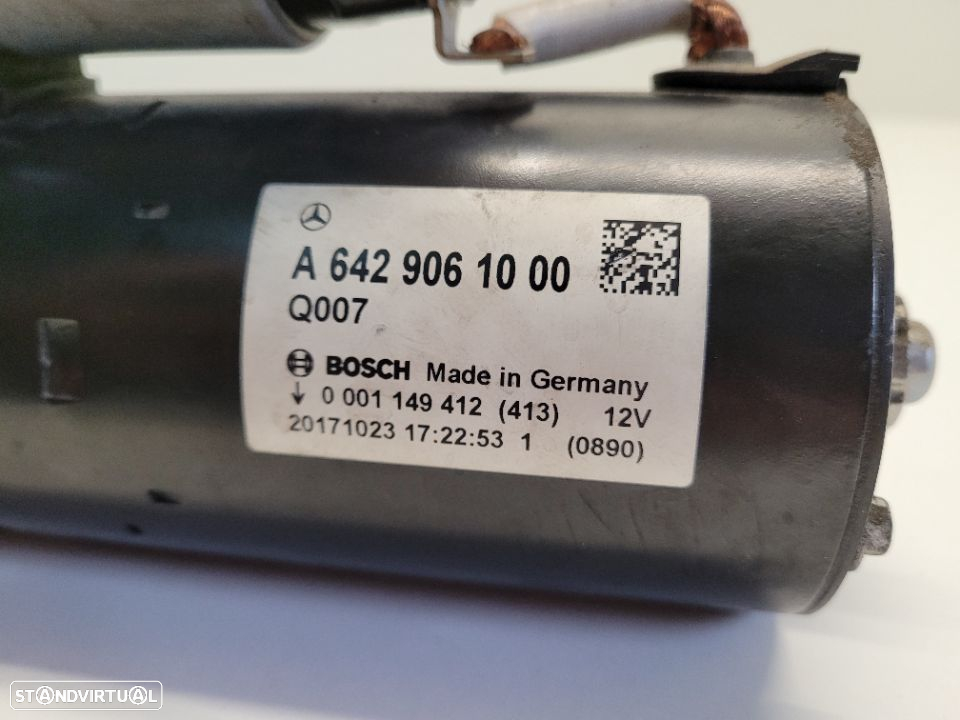 A 642 906 10 00
Q007
BOSCH Made in Germany
↓ 0 001 149 412 (413) 12V
20171023 17:22:53 1 (0890)
STANDVIRTUAL